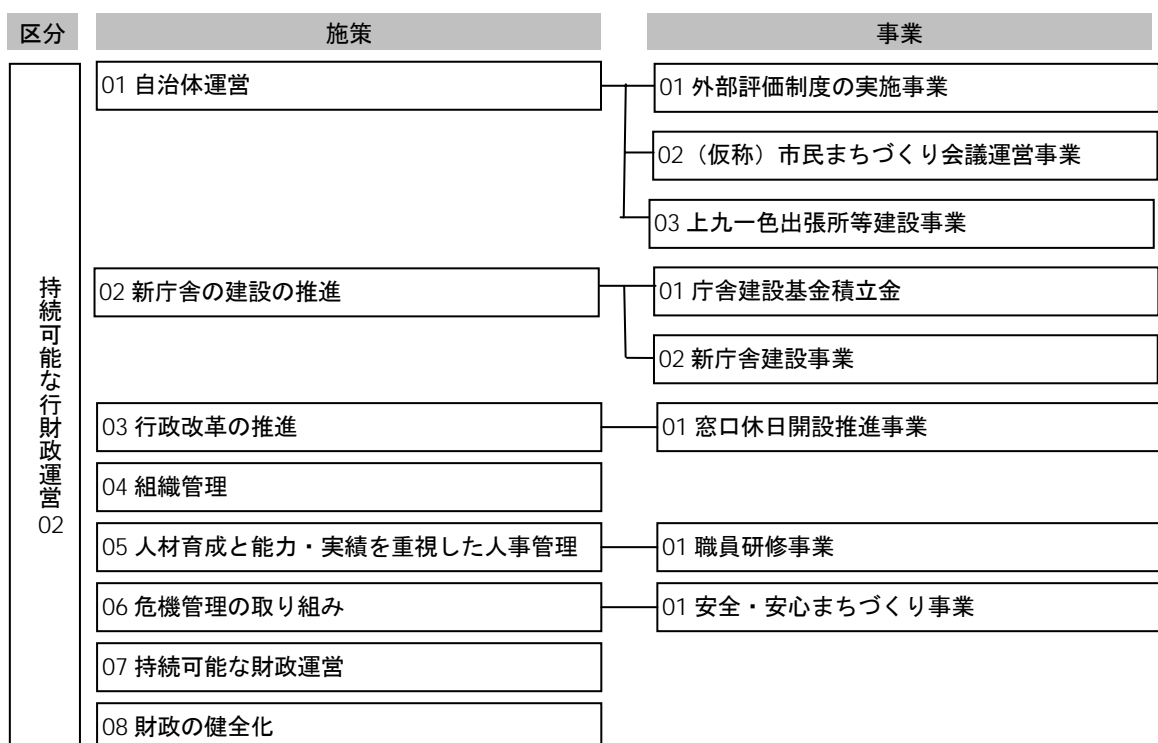 区分
施策
事業
持続可能な行財政運営
02
01 自治体運営
01 外部評価制度の実施事業
02（仮称）市民まちづくり会議運営事業
03 上九一色出張所等建設事業
02 新庁舎の建設の推進
01 庁舎建設基金積立金
02 新庁舎建設事業
03 行政改革の推進
01 窓口休日開設推進事業
04 組織管理
05 人材育成と能力・実績を重視した人事管理
01 職員研修事業
06 危機管理の取り組み
01 安全・安心まちづくり事業
07 持続可能な財政運営
08 財政の健全化